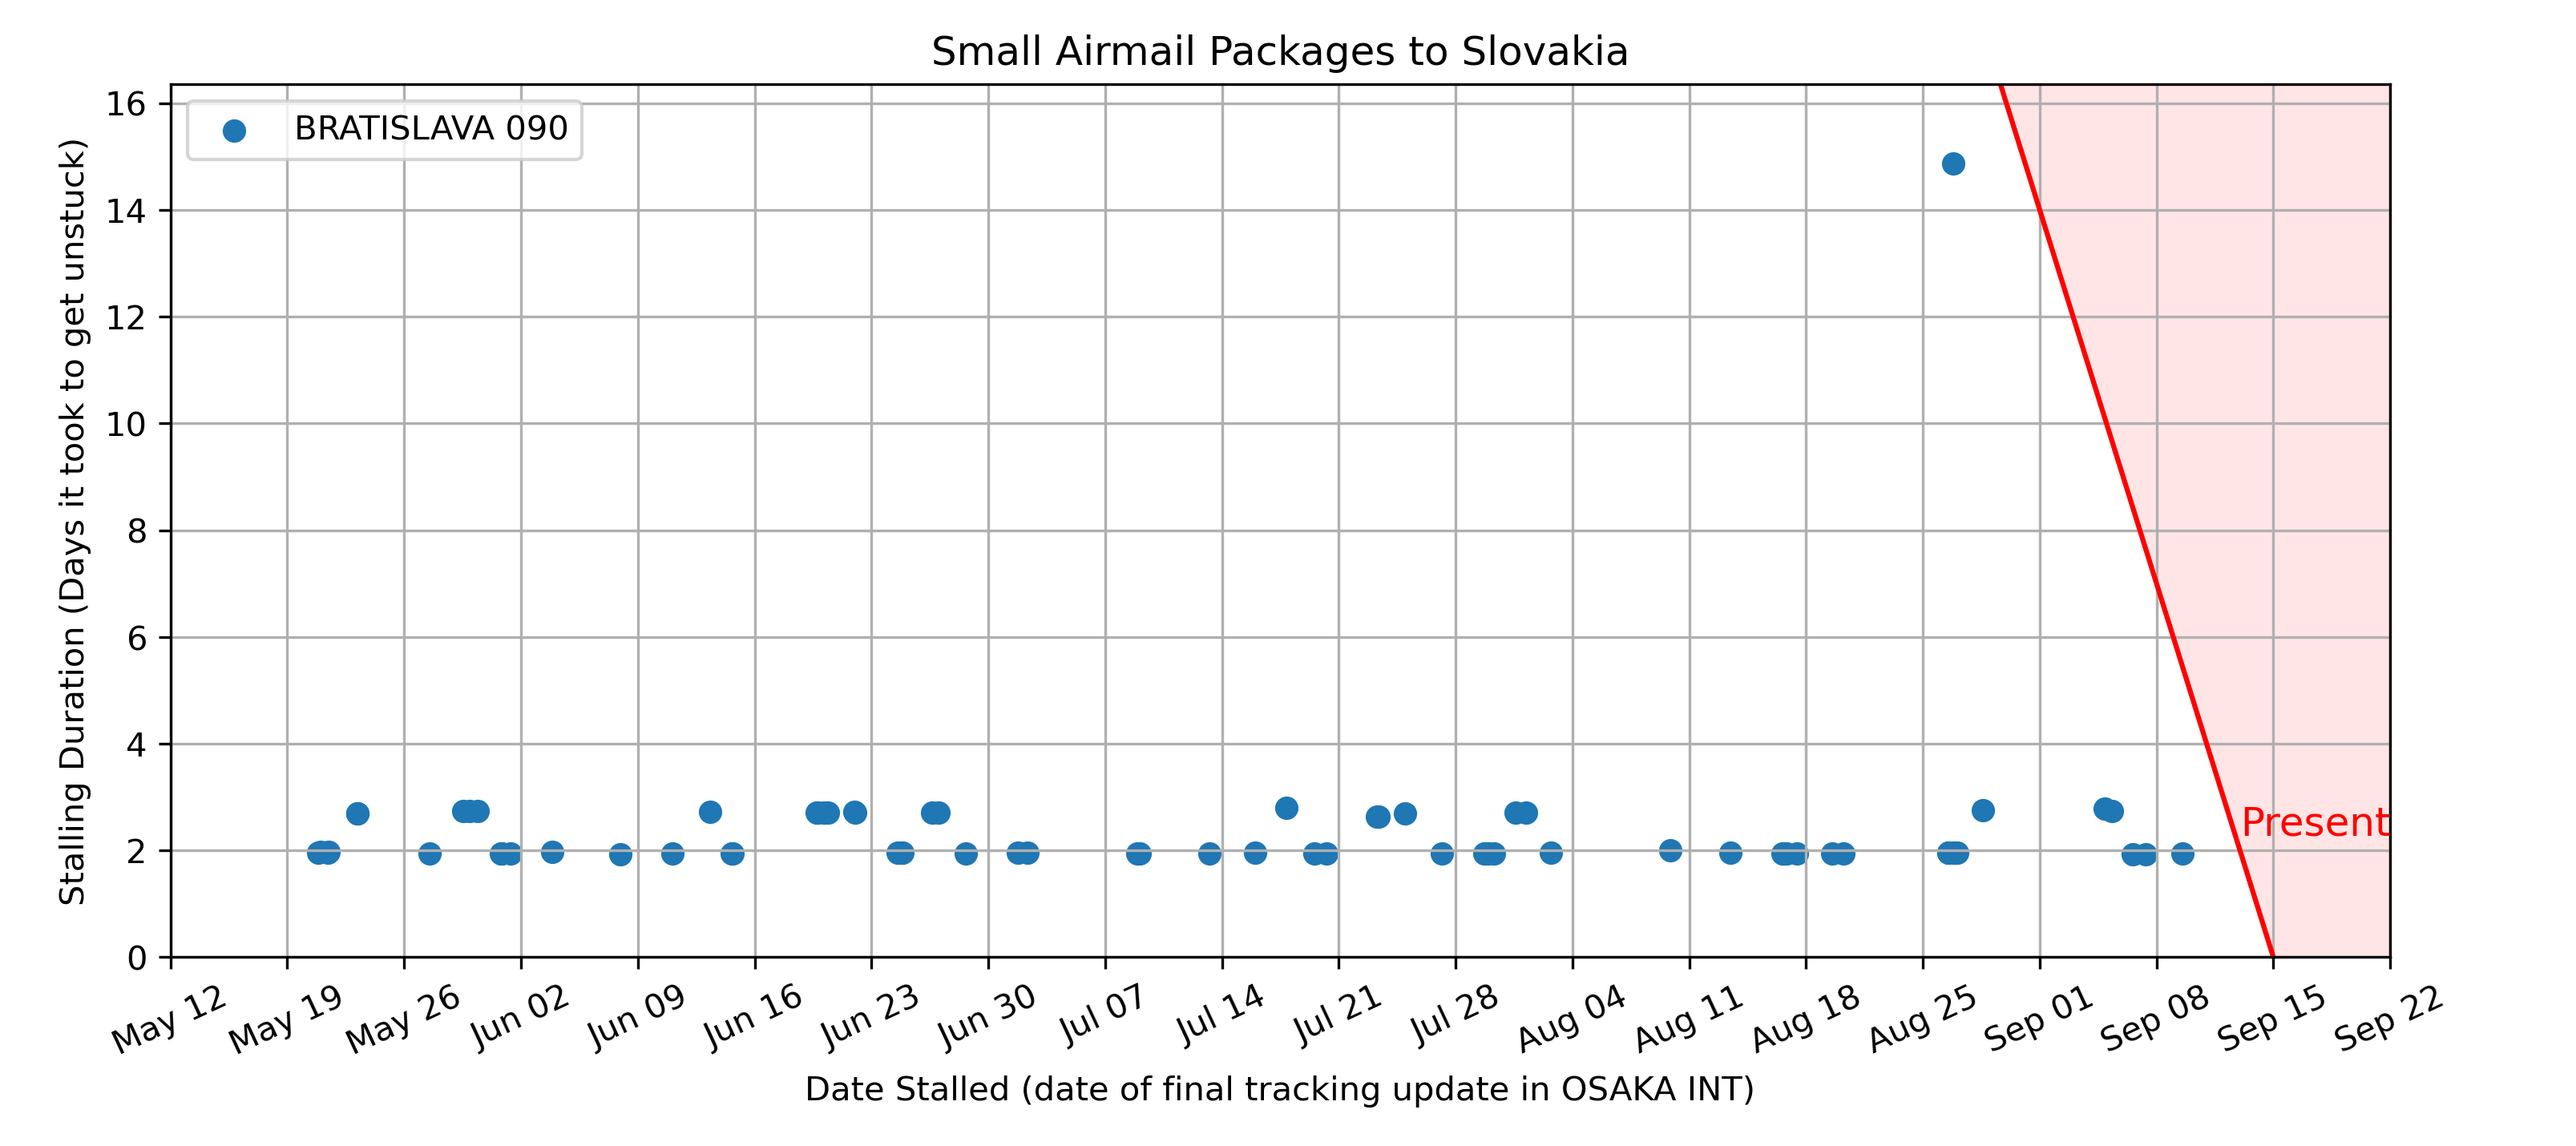 Small Airmail Packages to Slovakia
BRATISLAVA 090
Stalling Duration (Days it took to get unstuck)
16
14
12
10
8
6
4
2
0
Present
May 12
May 19
May 26
Jun 02
Jun 09
Jun 16
Jun 23
Jun 30
Jul 07
Jul 14
Jul 21
Jul 28
Aug 04
Aug 11
Aug 18
Aug 25
Sep 01
Sep 08
Sep 15
Sep 22
Date Stalled (date of final tracking update in OSAKA INT)